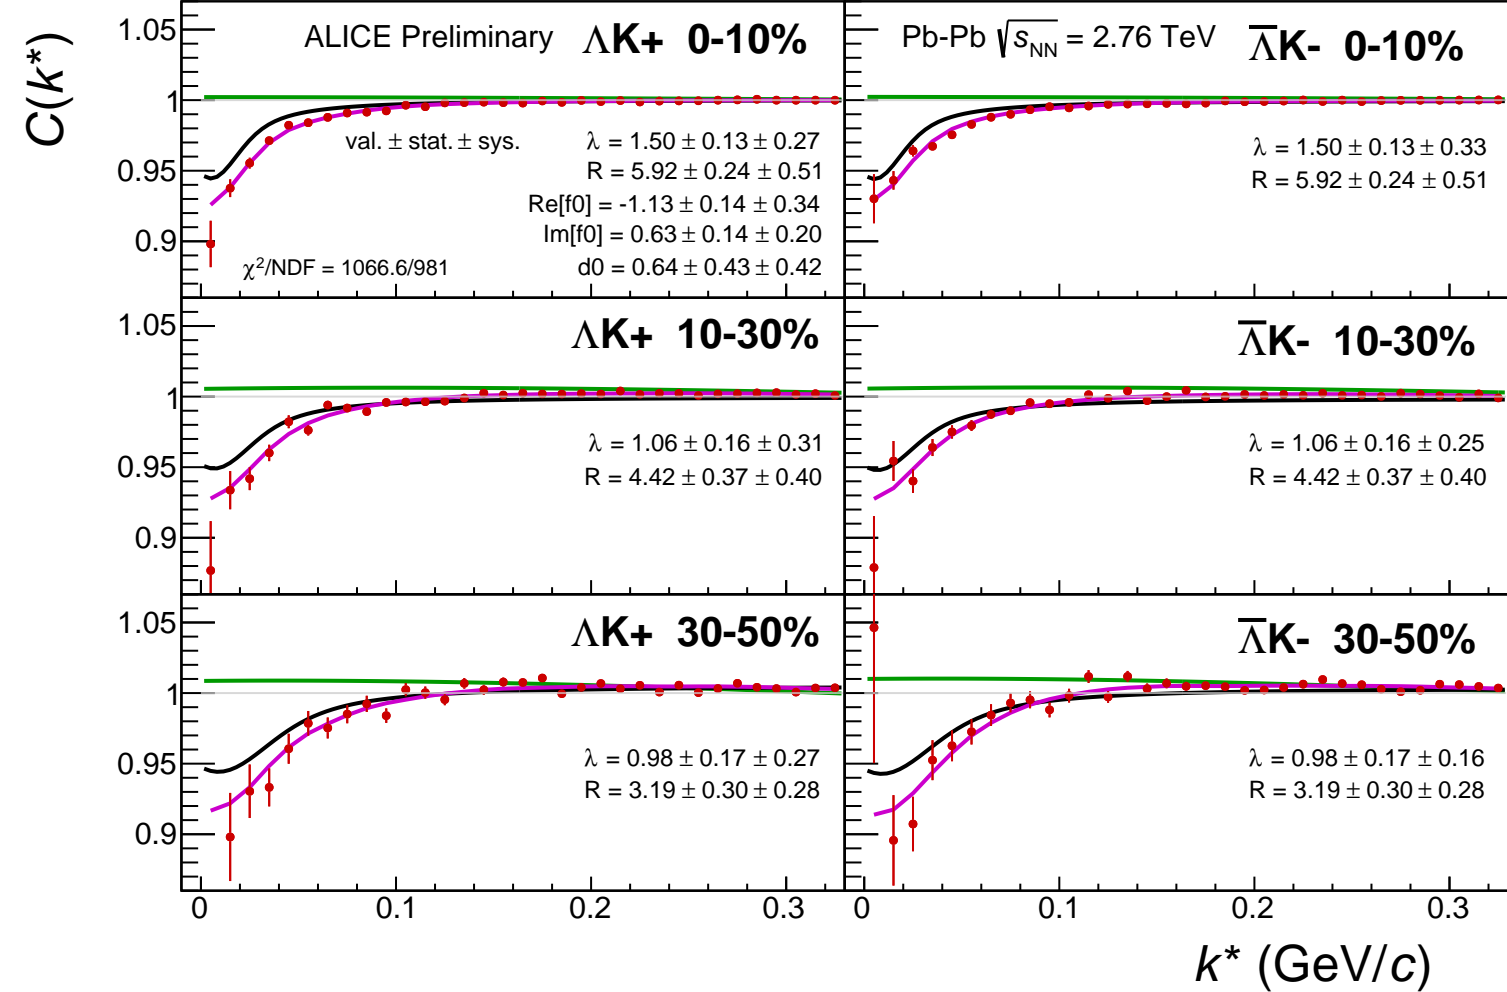 C(k*)
ALICE Preliminary ΛK+ 0-10%
1.05
1
0.95
0.9
val. ± stat. ± sys.
λ = 1.50 ± 0.13 ± 0.27
R = 5.92 ± 0.24 ± 0.51
Re[f0] = -1.13 ± 0.14 ± 0.34
Im[f0] = 0.63 ± 0.14 ± 0.20
d0 = 0.64 ± 0.43 ± 0.42
χ²/NDF = 1066.6/981
Pb-Pb √sNN = 2.76 TeV Λ̅K- 0-10%
λ = 1.50 ± 0.13 ± 0.33
R = 5.92 ± 0.24 ± 0.51
ΛK+ 10-30%
1.05
1
0.95
0.9
λ = 1.06 ± 0.16 ± 0.31
R = 4.42 ± 0.37 ± 0.40
Λ̅K- 10-30%
λ = 1.06 ± 0.16 ± 0.25
R = 4.42 ± 0.37 ± 0.40
ΛK+ 30-50%
1.05
1
0.95
0.9
λ = 0.98 ± 0.17 ± 0.27
R = 3.19 ± 0.30 ± 0.28
Λ̅K- 30-50%
λ = 0.98 ± 0.17 ± 0.16
R = 3.19 ± 0.30 ± 0.28
0 0.1 0.2 0.3 0 0.1 0.2 0.3
k* (GeV/c)